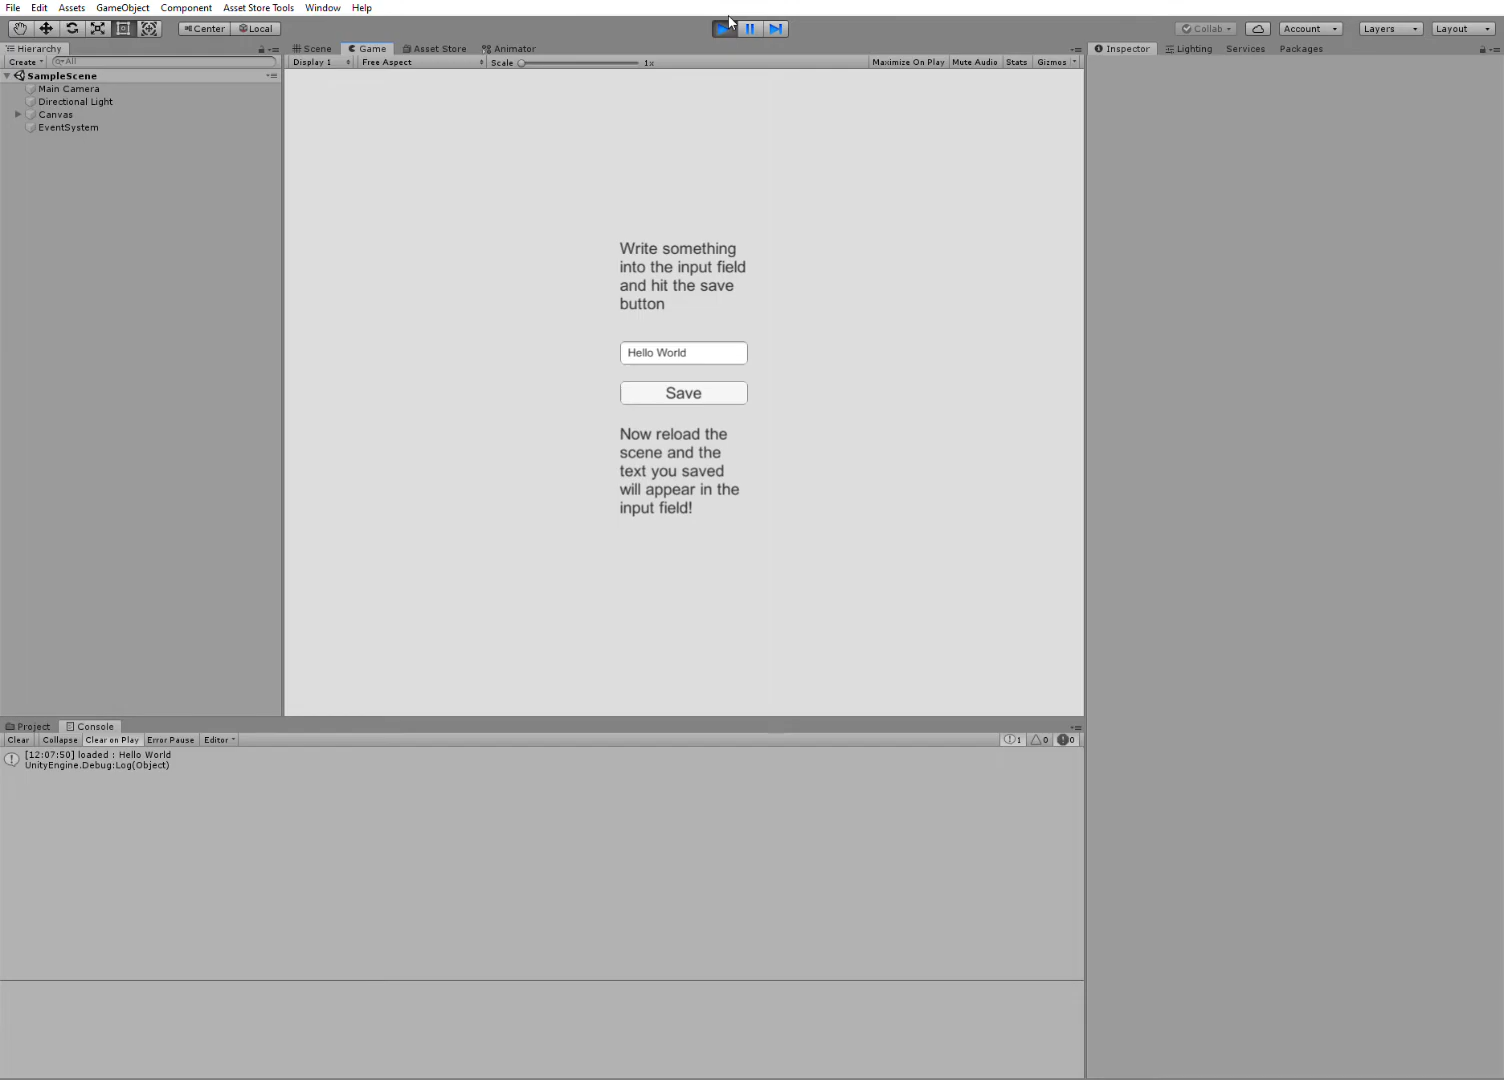 File Edit Assets GameObject Component Asset Store Tools Window Help
Center Local
Collab Account Layers Layout
Hierarchy
Scene Game Asset Store Animator
Inspector Lighting Services Packages
Create All
Display 1 Free Aspect Scale 1x
Maximize On Play Mute Audio Stats Gizmos
SampleScene
Main Camera
Directional Light
Canvas
EventSystem
Write something
into the input field
and hit the save
button
Hello World
Save
Now reload the
scene and the
text you saved
will appear in the
input field!
Project Console
Clear Collapse Clear on Play Error Pause Editor
1 0 0
[12:07:50] loaded : Hello World
UnityEngine.Debug:Log(Object)